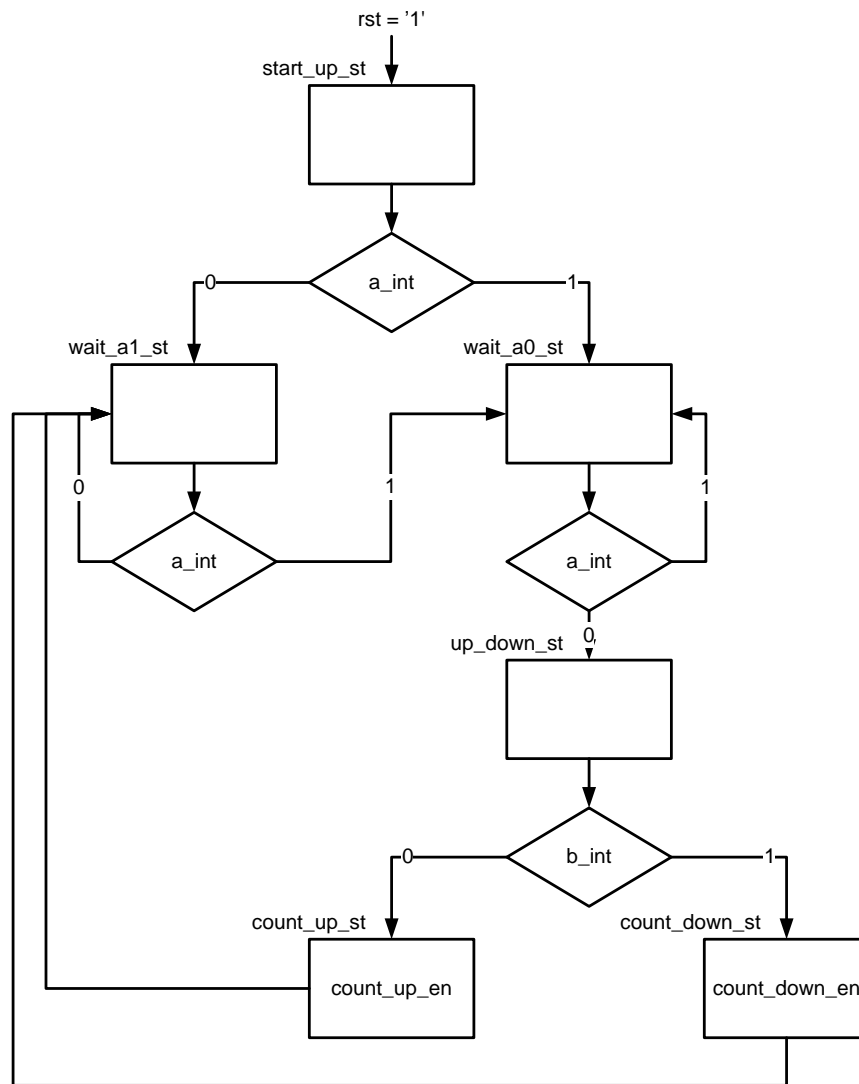 rst = '1'
start_up_st
a_int
0
1
wait_a1_st
wait_a0_st
0
1
1
a_int
a_int
0
up_down_st
b_int
0
1
count_up_st
count_down_st
count_up_en
count_down_en